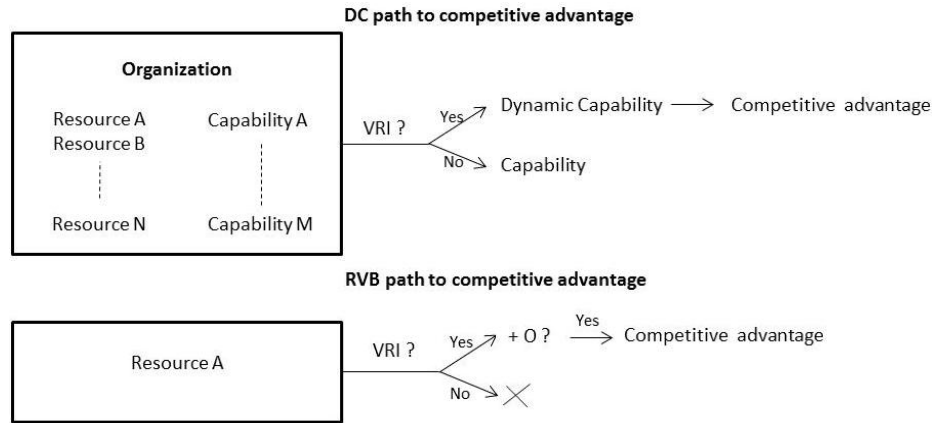 DC path to competitive advantage
Organization
Resource A Capability A
Resource B
Resource N Capability M
VRI ?
Yes
Dynamic Capability
Competitive advantage
No
Capability
RVB path to competitive advantage
Resource A
VRI ?
Yes
+ O ?
Yes
Competitive advantage
No